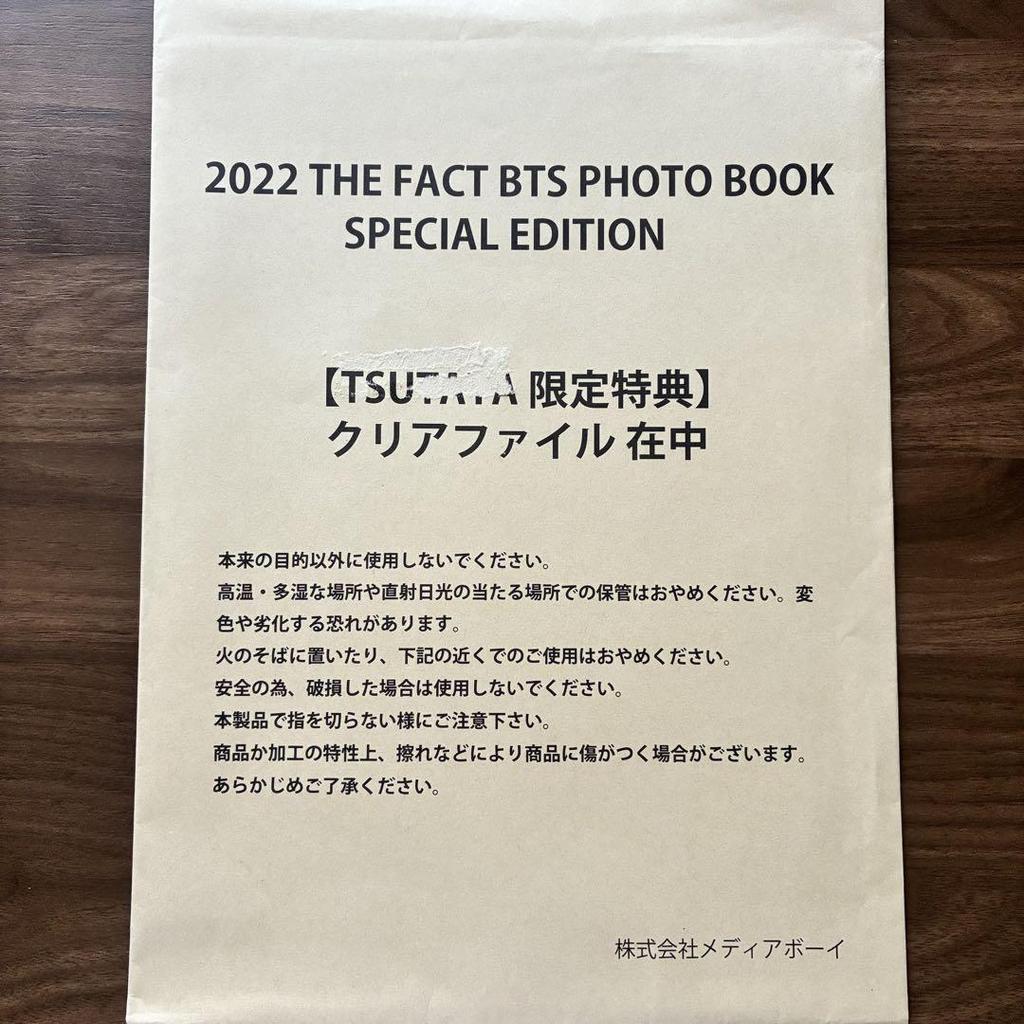 2022 THE FACT BTS PHOTO BOOK
SPECIAL EDITION
【TSUTAYA 限定特典】
クリアファイル 在中
本来の目的以外に使用しないでください。
高温・多湿な場所や直射日光の当たる場所での保管はおやめください。変
色や劣化する恐れがあります。
火のそばに置いたり、下記の近くでのご使用はおやめください。
安全の為、破損した場合は使用しないでください。
本製品で指を切らない様にご注意下さい。
商品か加工の特性上、擦れなどにより商品に傷がつく場合がございます。
あらかじめご了承ください。
株式会社メディアボーイ